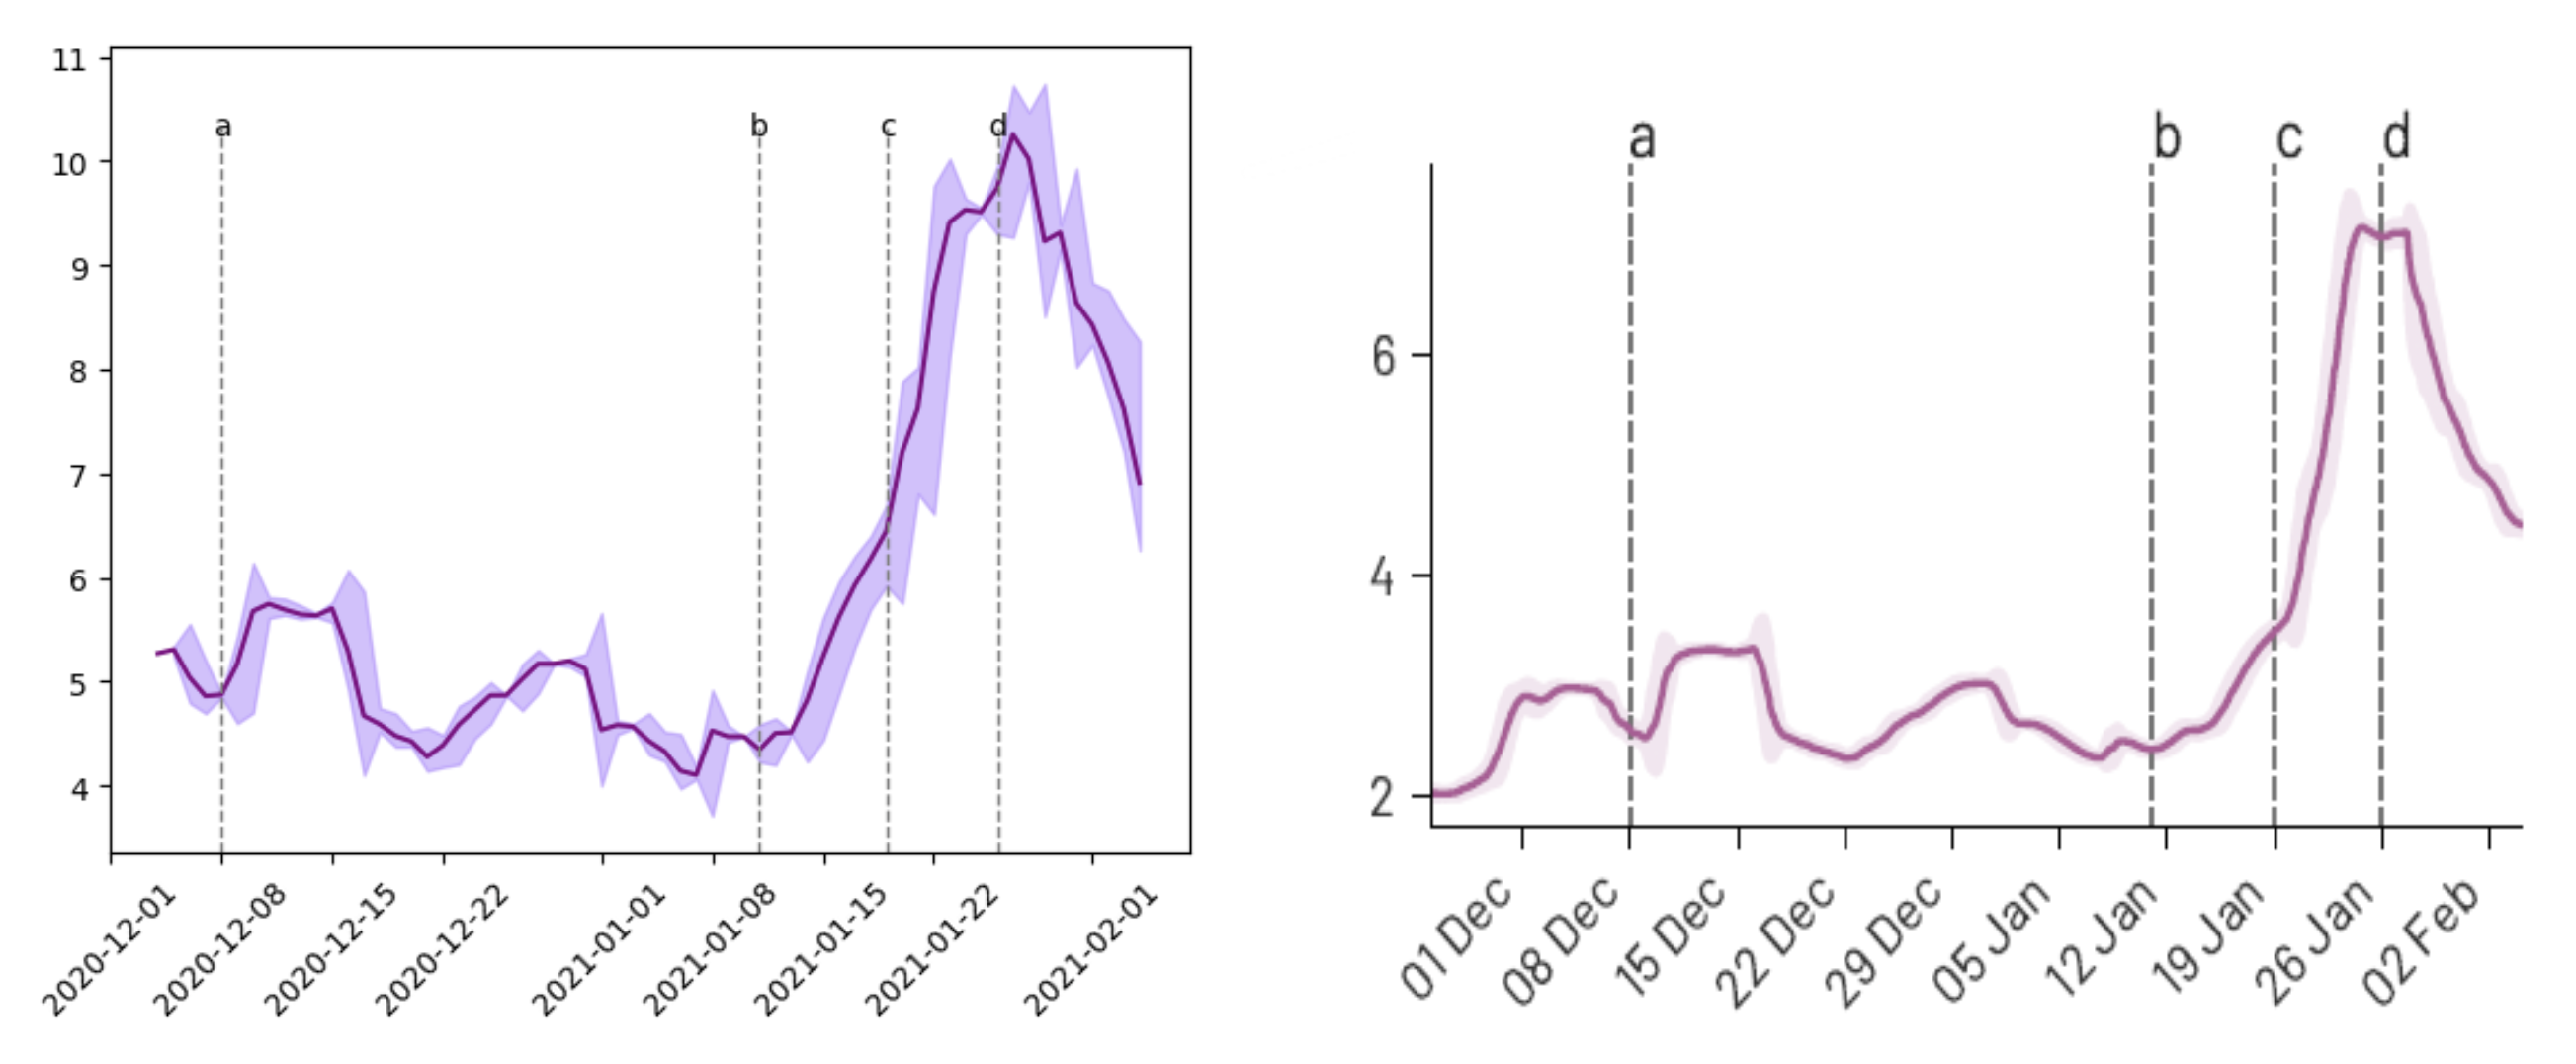 11
10
9
8
7
6
5
4
a
b
c
d
2020-12-01
2020-12-08
2020-12-15
2020-12-22
2021-01-01
2021-01-08
2021-01-15
2021-01-22
2021-02-01
a
b
c
d
6
4
2
01 Dec
08 Dec
15 Dec
22 Dec
29 Dec
05 Jan
12 Jan
19 Jan
26 Jan
02 Feb